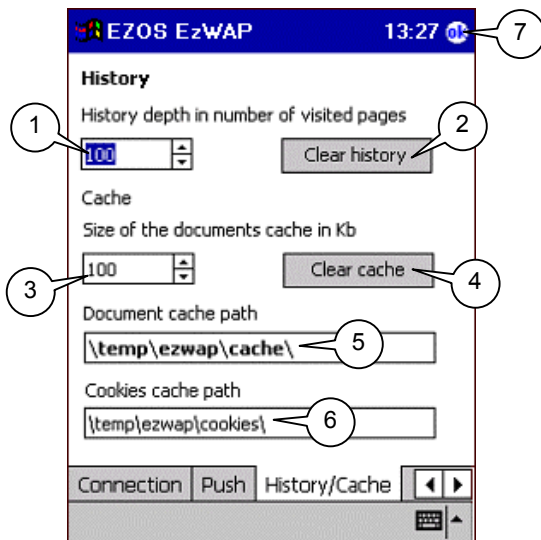 EZOS EzWAP 13:27 ok 7
History
History depth in number of visited pages
1 100 Clear history 2
Cache
Size of the documents cache in Kb
3 100 Clear cache 4
Document cache path
\temp\ezwap\cache\ 5
Cookies cache path
\temp\ezwap\cookies\ 6
Connection Push History/Cache